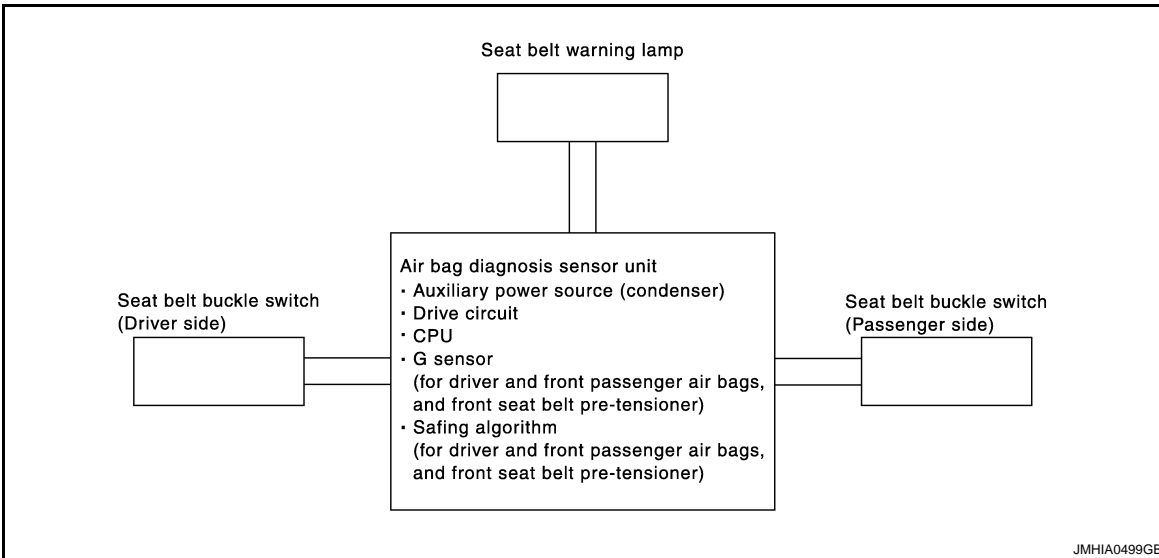 Seat belt warning lamp
Air bag diagnosis sensor unit
· Auxiliary power source (condenser)
· Drive circuit
· CPU
· G sensor
(for driver and front passenger air bags,
and front seat belt pre-tensioner)
· Safing algorithm
(for driver and front passenger air bags,
and front seat belt pre-tensioner)
Seat belt buckle switch
(Driver side)
Seat belt buckle switch
(Passenger side)
JMHIA0499GB